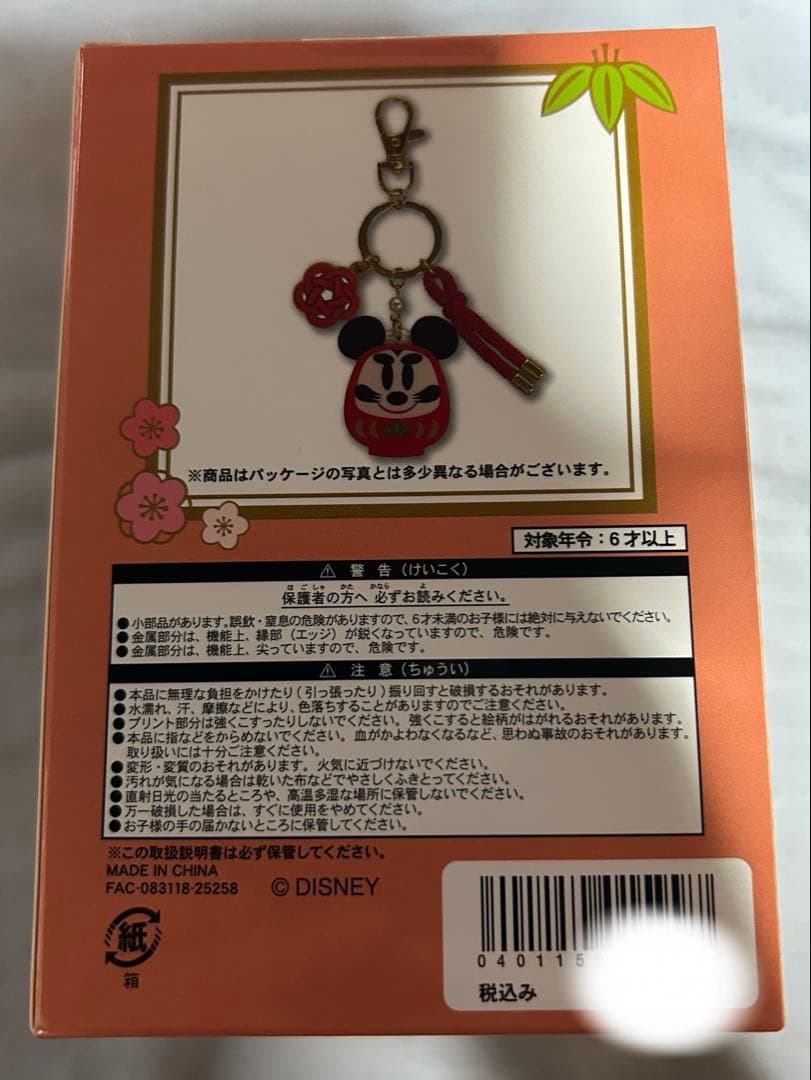 ※商品はパッケージの写真とは多少異なる場合がございます。
対象年令：6才以上
⚠ 警 告（けいこく）
ほごしゃ かた かなら よ
保護者の方へ 必ずお読みください。
●小部品があります。誤飲・窒息の危険がありますので、6才未満のお子様には絶対に与えないでください。
●金属部分は、機能上、縁部（エッジ）が鋭くなっていますので、危険です。
●金属部分は、機能上、尖っていますので、危険です。
⚠ 注 意（ちゅうい）
●本品に無理な負担をかけたり（引っ張ったり）振り回すと破損するおそれがあります。
●水濡れ、汗、摩擦などにより、色落ちすることがありますのでご注意ください。
●プリント部分は強くこすったりしないでください。強くこすると絵柄がはがれるおそれがあります。
●本品に指などをからめないでください。血がかよわなくなるなど、思わぬ事故のおそれがあります。
取り扱いには十分ご注意ください。
●変形・変質のおそれがあります。火気に近づけないでください。
●汚れが気になる場合は乾いた布などでやさしくふきとってください。
●直射日光の当たるところや、高温多湿な場所に保管しないでください。
●万一破損した場合は、すぐに使用をやめてください。
●お子様の手の届かないところに保管してください。
※この取扱説明書は必ず保管してください。
MADE IN CHINA
FAC-083118-25258 © DISNEY
紙
箱
040115
税込み